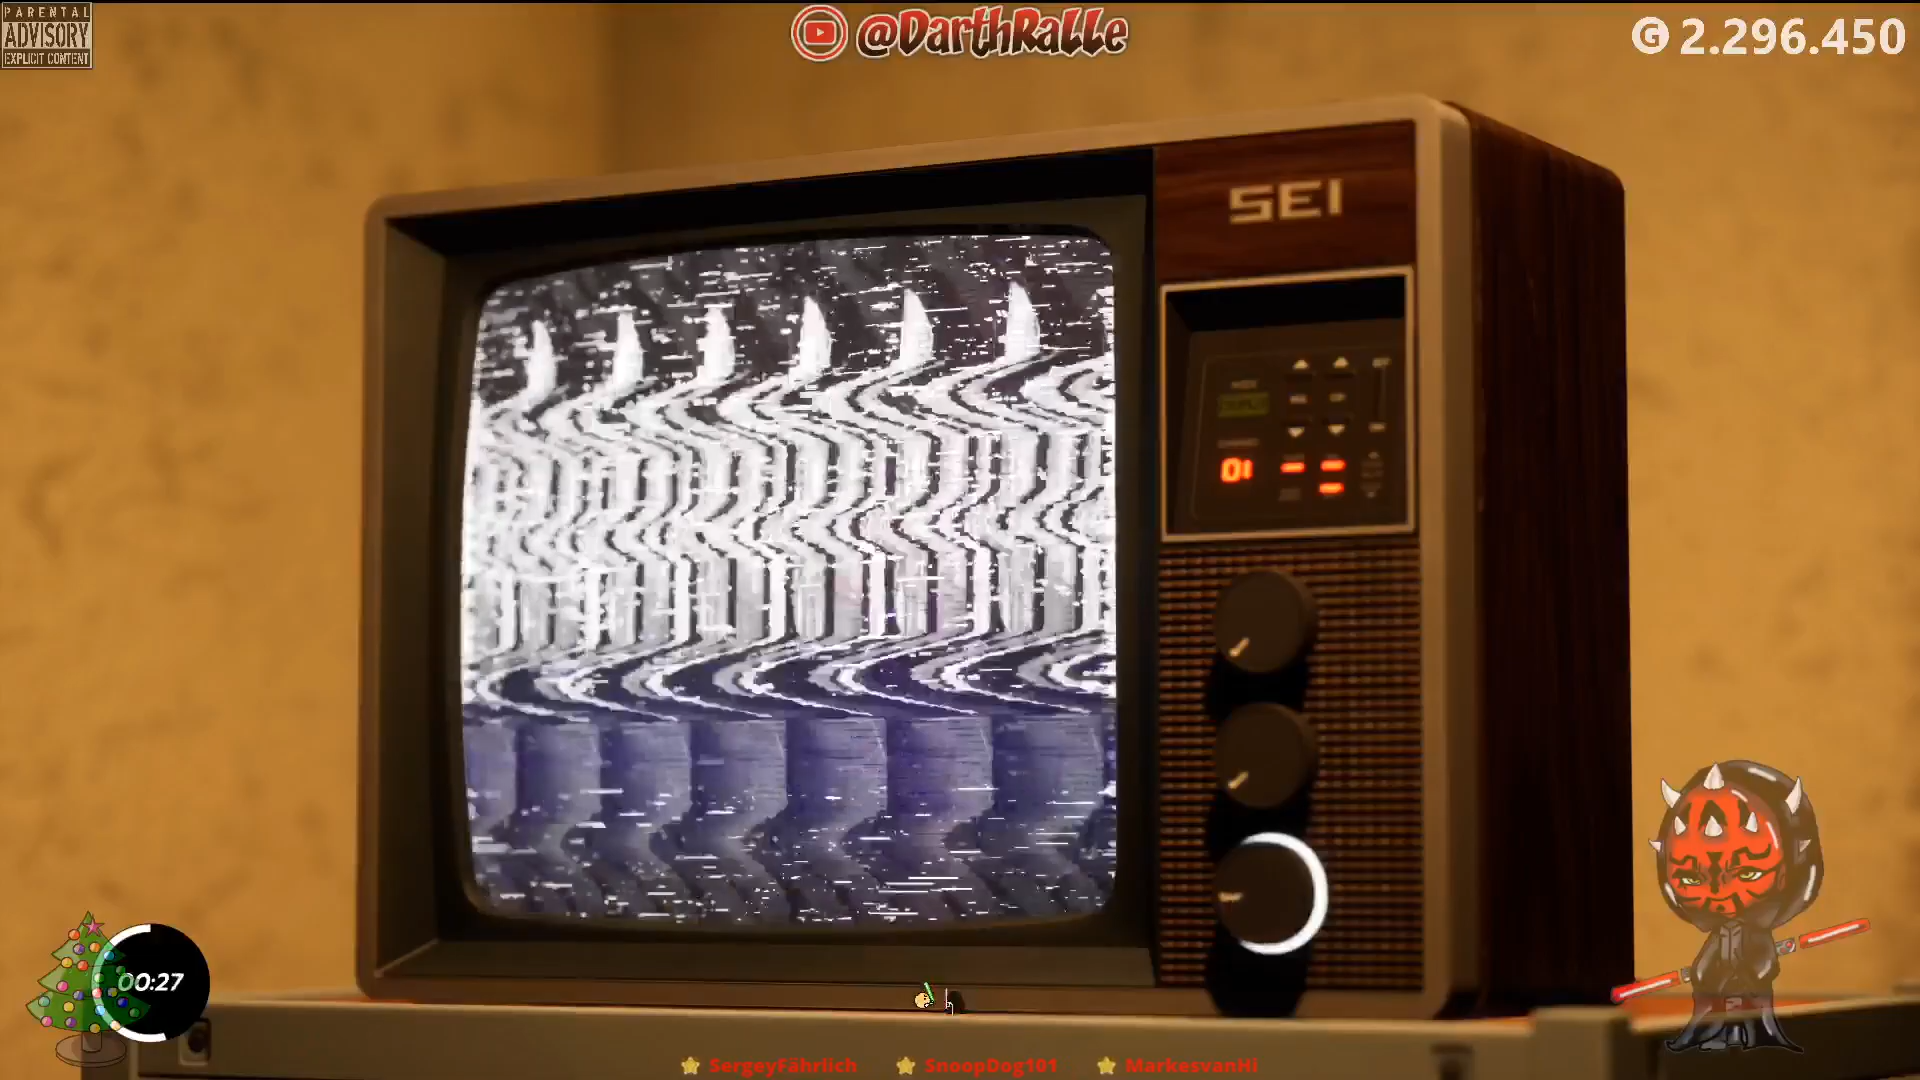 PARENTAL
ADVISORY
EXPLICIT CONTENT
@DarthRaLLe
G 2.296.450
SEI
01
00:27
SergeyFährlich
SnoopDog101
MarkesvanHi